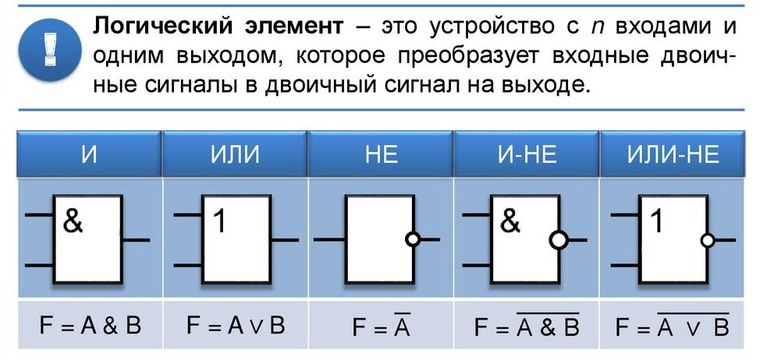 Логический элемент – это устройство с n входами и
одним выходом, которое преобразует входные двоич-
ные сигналы в двоичный сигнал на выходе.
И ИЛИ НЕ И-НЕ ИЛИ-НЕ
& 1 & 1
F = A & B F = A ∨ B F = A̅ F = A̅ ̅&̅ ̅B̅ F = A̅ ̅∨̅ ̅B̅